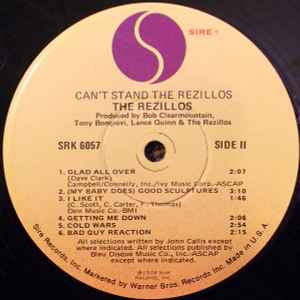 SIRE
CAN'T STAND THE REZILLOS
THE REZILLOS
Produced by Bob Clearmountain,
Tony Bongiovi, Lance Quinn & The Rezillos
SRK 6057 SIDE II
1. GLAD ALL OVER 2:07
(Dave Clark)
Campbell/Connelly, Inc./Ivy Music Corp.-ASCAP
2. (MY BABY DOES) GOOD SCULPTURES 3:10
3. I LIKE IT 1:46
(C. Scott, C. Carter, F. Thomas)
Music Co.-BMI
4. GETTING ME DOWN 2:06
5. COLD WARS 2:54
6. BAD GUY REACTION 2:15
All selections written by John Callis except
where indicated. All selections published by
Bleu Disque Music Co., Inc.-ASCAP
except where indicated.
Sire Records, Inc. Marketed by Warner Bros. Records Inc. Made in U.S.A.